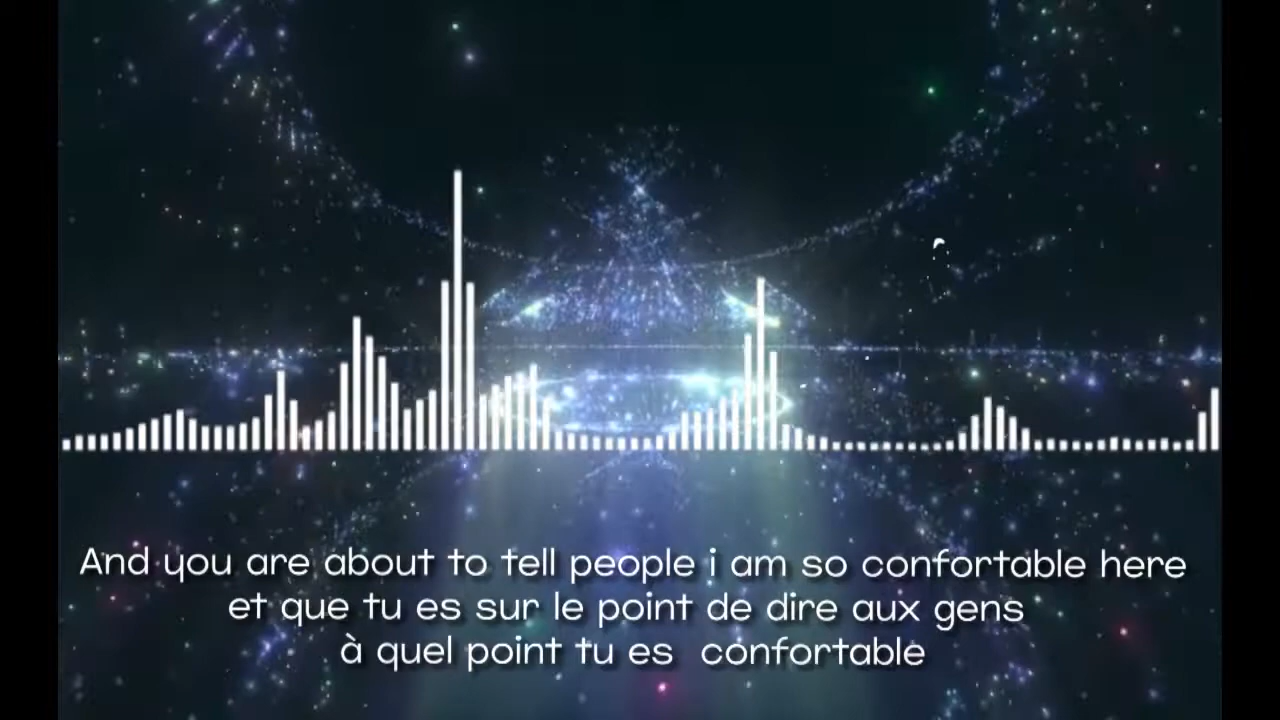 And you are about to tell people i am so confortable here
et que tu es sur le point de dire aux gens
à quel point tu es confortable